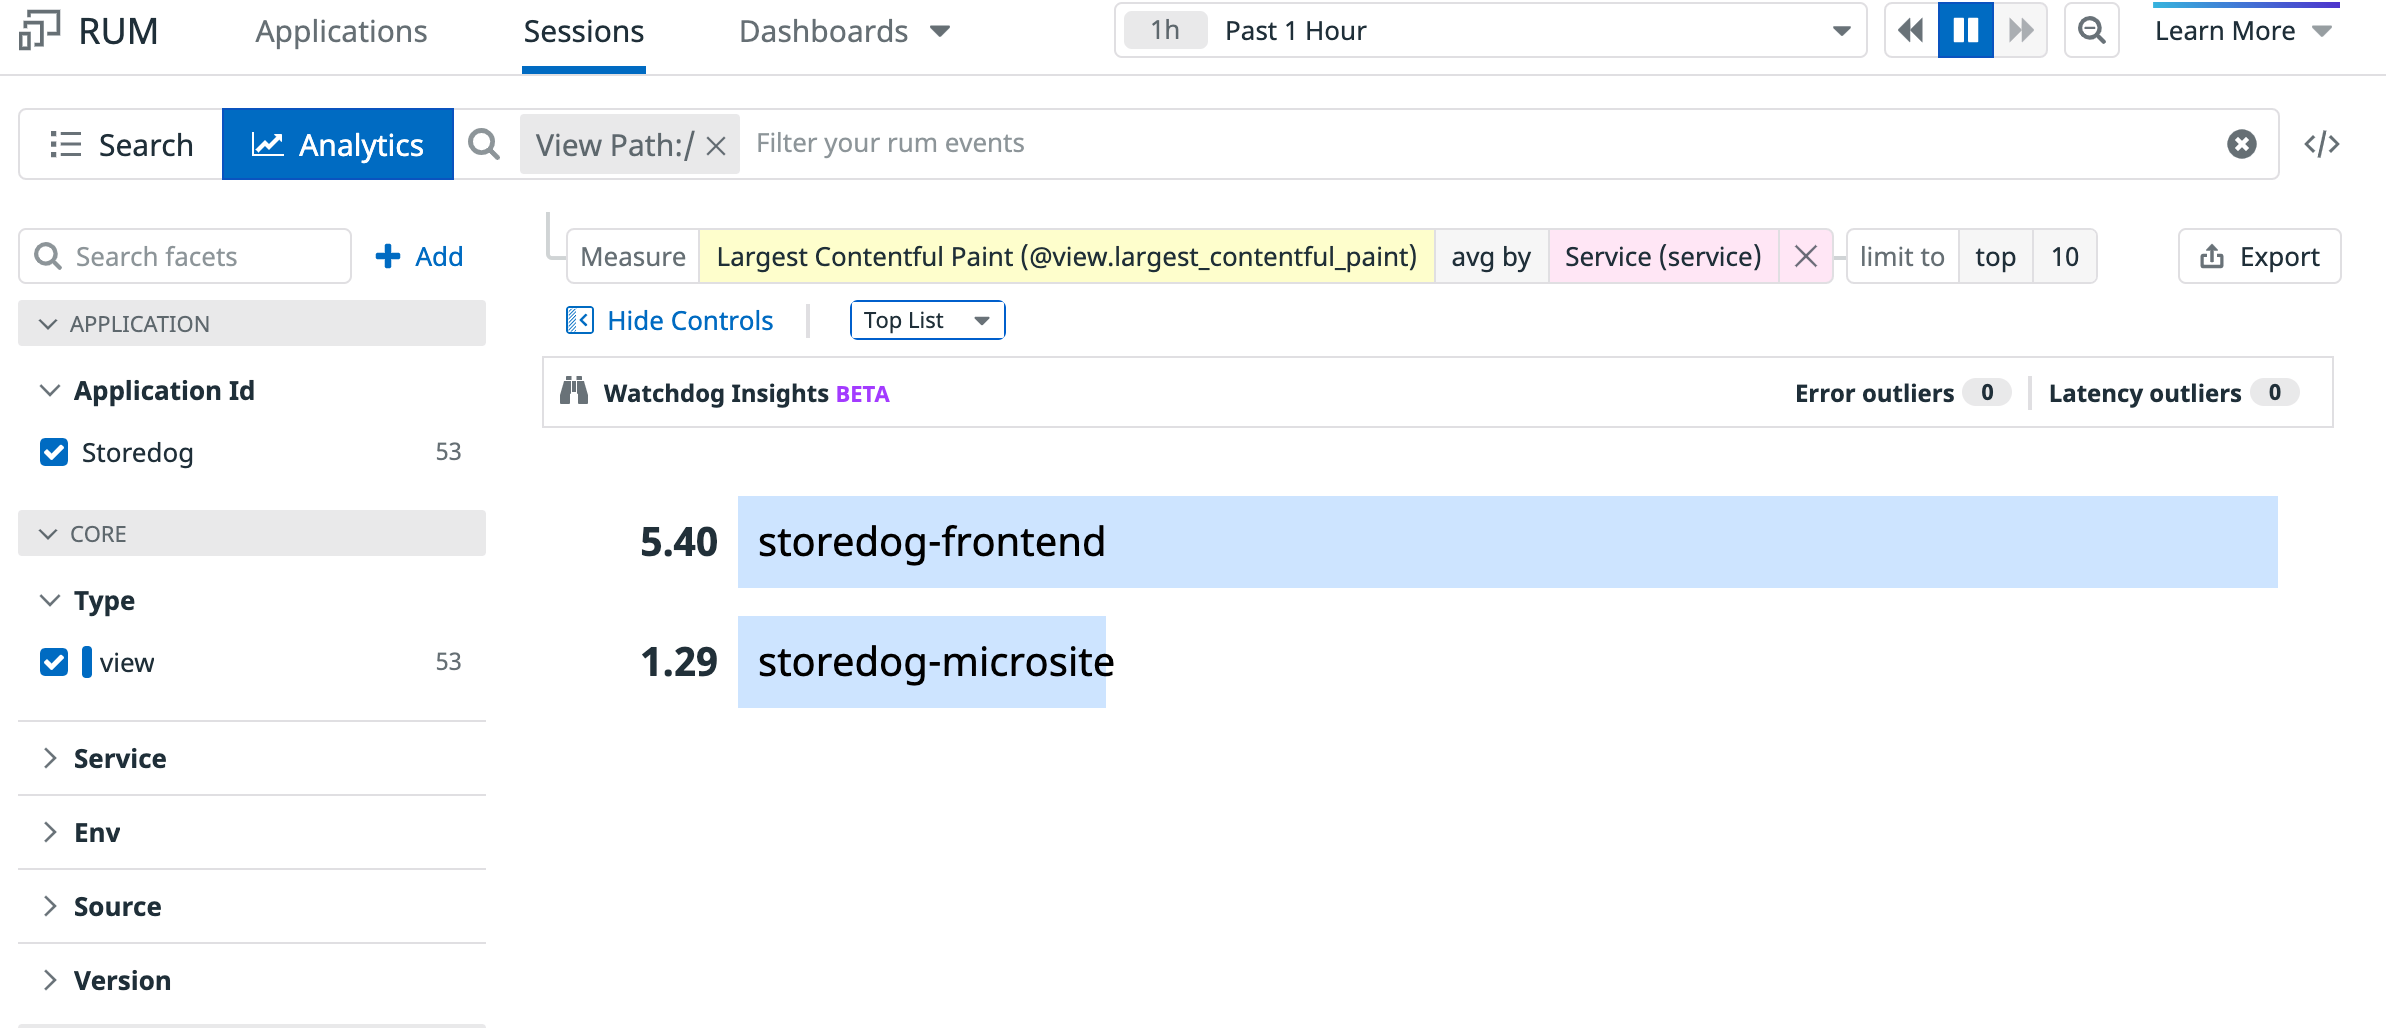 RUM Applications Sessions Dashboards 1h Past 1 Hour Learn More
Search Analytics View Path:/ Filter your rum events
Search facets Add Measure Largest Contentful Paint (@view.largest_contentful_paint) avg by Service (service) limit to top 10 Export
Hide Controls Top List
APPLICATION
Application Id
Watchdog Insights BETA Error outliers 0 Latency outliers 0
Storedog 53
CORE
5.40 storedog-frontend
Type
view 53
1.29 storedog-microsite
Service
Env
Source
Version